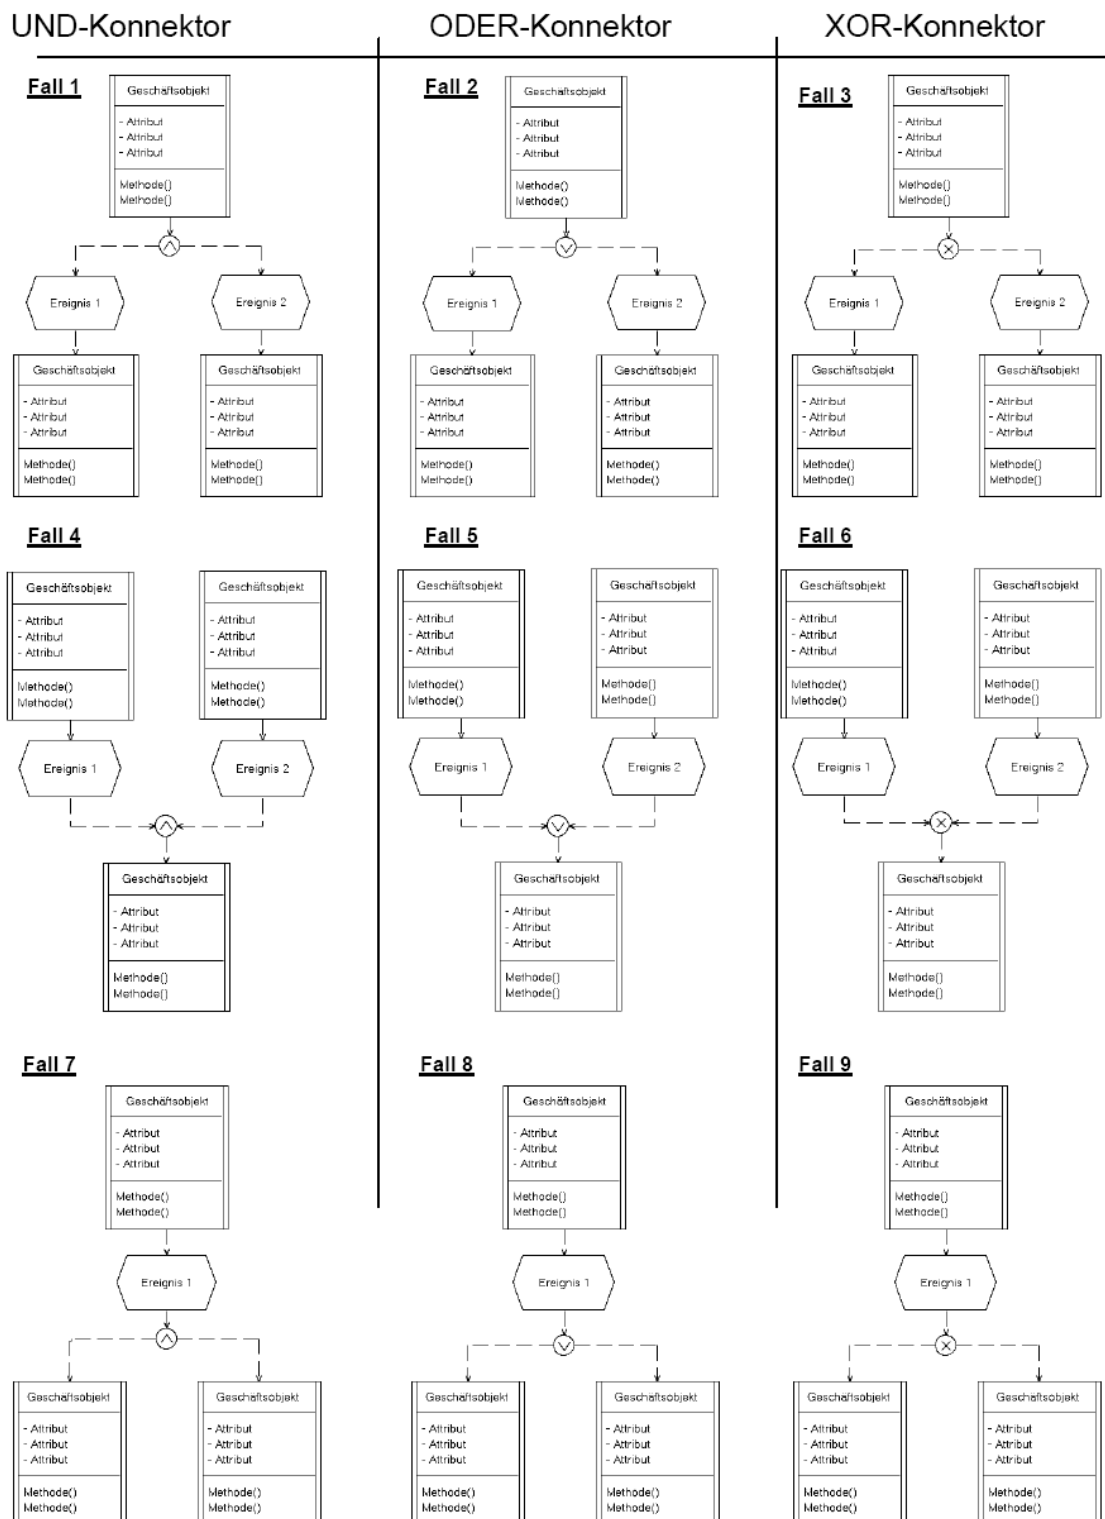 UND-Konnektor ODER-Konnektor XOR-Konnektor
Fall 1 Fall 2 Fall 3
Geschäftsobjekt Geschäftsobjekt Geschäftsobjekt
- Attribut - Attribut - Attribut
- Attribut - Attribut - Attribut
- Attribut - Attribut - Attribut
Methode() Methode() Methode()
Methode() Methode() Methode()
Ereignis 1 Ereignis 2 Ereignis 1 Ereignis 2 Ereignis 1 Ereignis 2
Geschäftsobjekt Geschäftsobjekt Geschäftsobjekt Geschäftsobjekt Geschäftsobjekt Geschäftsobjekt
- Attribut - Attribut - Attribut - Attribut - Attribut - Attribut
- Attribut - Attribut - Attribut - Attribut - Attribut - Attribut
- Attribut - Attribut - Attribut - Attribut - Attribut - Attribut
Methode() Methode() Methode() Methode() Methode() Methode()
Methode() Methode() Methode() Methode() Methode() Methode()
Fall 4 Fall 5 Fall 6
Geschäftsobjekt Geschäftsobjekt Geschäftsobjekt Geschäftsobjekt Geschäftsobjekt Geschäftsobjekt
- Attribut - Attribut - Attribut - Attribut - Attribut - Attribut
- Attribut - Attribut - Attribut - Attribut - Attribut - Attribut
- Attribut - Attribut - Attribut - Attribut - Attribut - Attribut
Methode() Methode() Methode() Methode() Methode() Methode()
Methode() Methode() Methode() Methode() Methode() Methode()
Ereignis 1 Ereignis 2 Ereignis 1 Ereignis 2 Ereignis 1 Ereignis 2
Geschäftsobjekt Geschäftsobjekt Geschäftsobjekt
- Attribut - Attribut - Attribut
- Attribut - Attribut - Attribut
- Attribut - Attribut - Attribut
Methode() Methode() Methode()
Methode() Methode() Methode()
Fall 7 Fall 8 Fall 9
Geschäftsobjekt Geschäftsobjekt Geschäftsobjekt
- Attribut - Attribut - Attribut
- Attribut - Attribut - Attribut
- Attribut - Attribut - Attribut
Methode() Methode() Methode()
Methode() Methode() Methode()
Ereignis 1 Ereignis 1 Ereignis 1
Geschäftsobjekt Geschäftsobjekt Geschäftsobjekt Geschäftsobjekt Geschäftsobjekt Geschäftsobjekt
- Attribut - Attribut - Attribut - Attribut - Attribut - Attribut
- Attribut - Attribut - Attribut - Attribut - Attribut - Attribut
- Attribut - Attribut - Attribut - Attribut - Attribut - Attribut
Methode() Methode() Methode() Methode() Methode() Methode()
Methode() Methode() Methode() Methode() Methode() Methode()